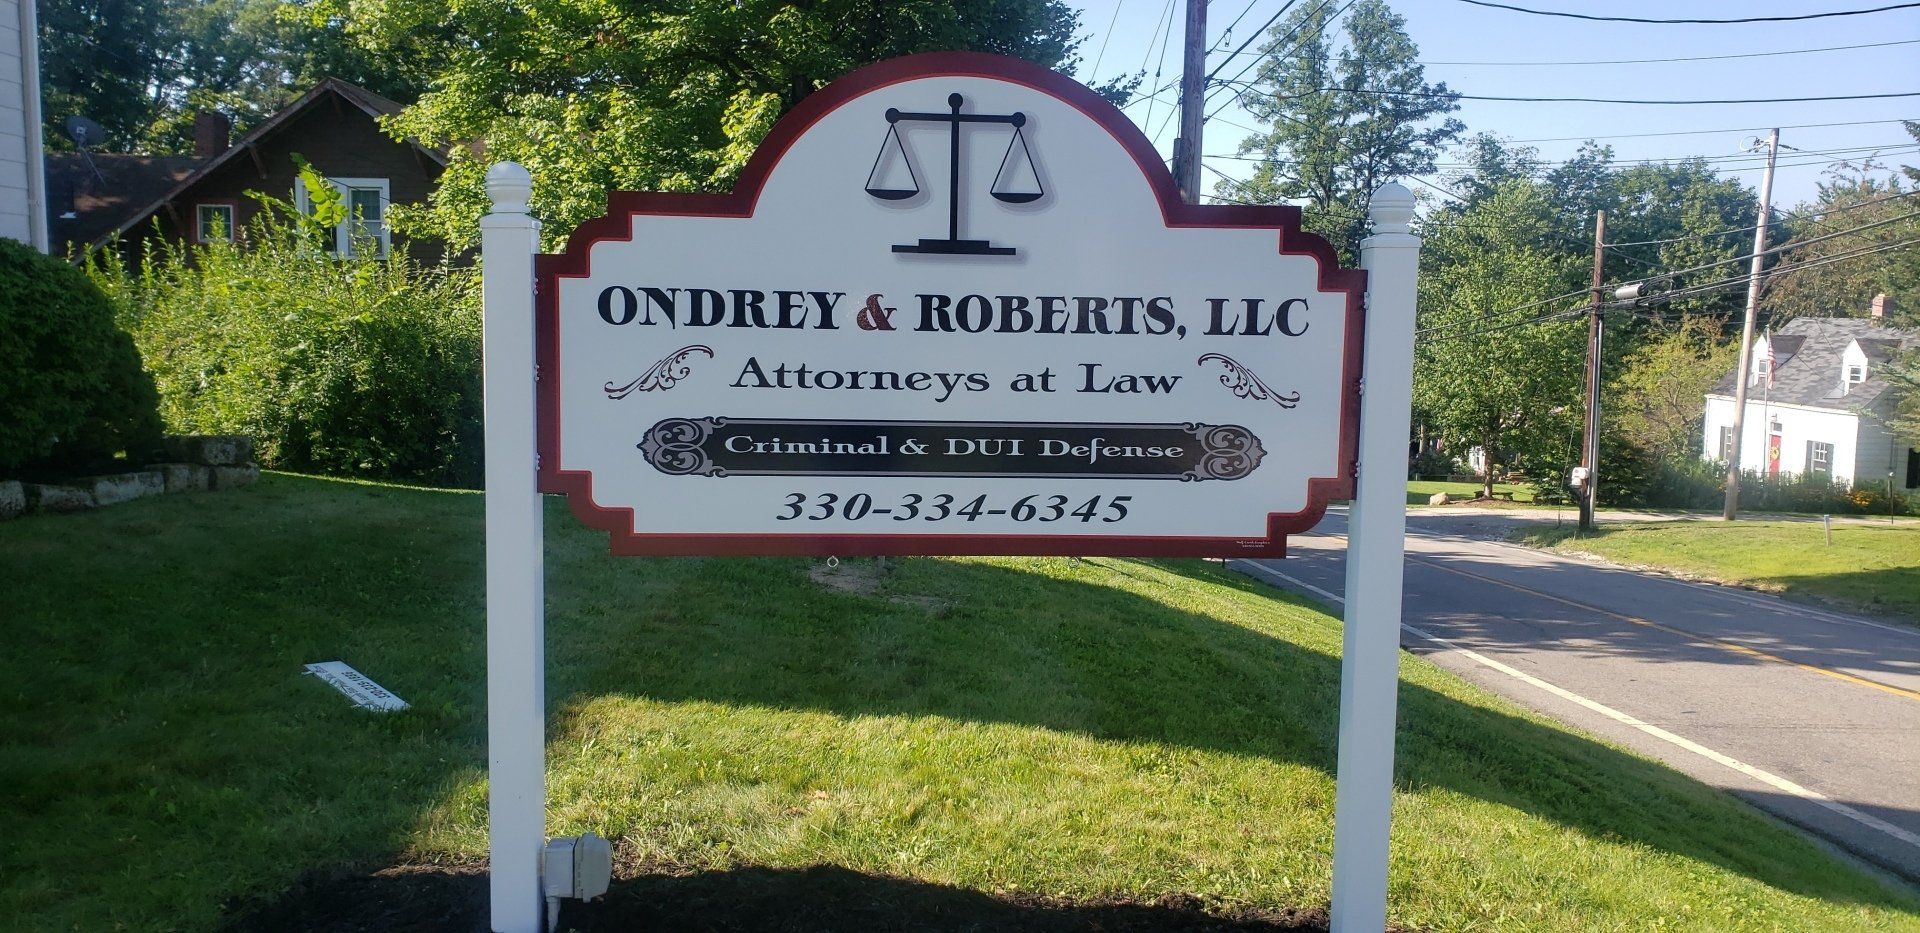 ONDREY & ROBERTS, LLC
Attorneys at Law
Criminal & DUI Defense
330-334-6345